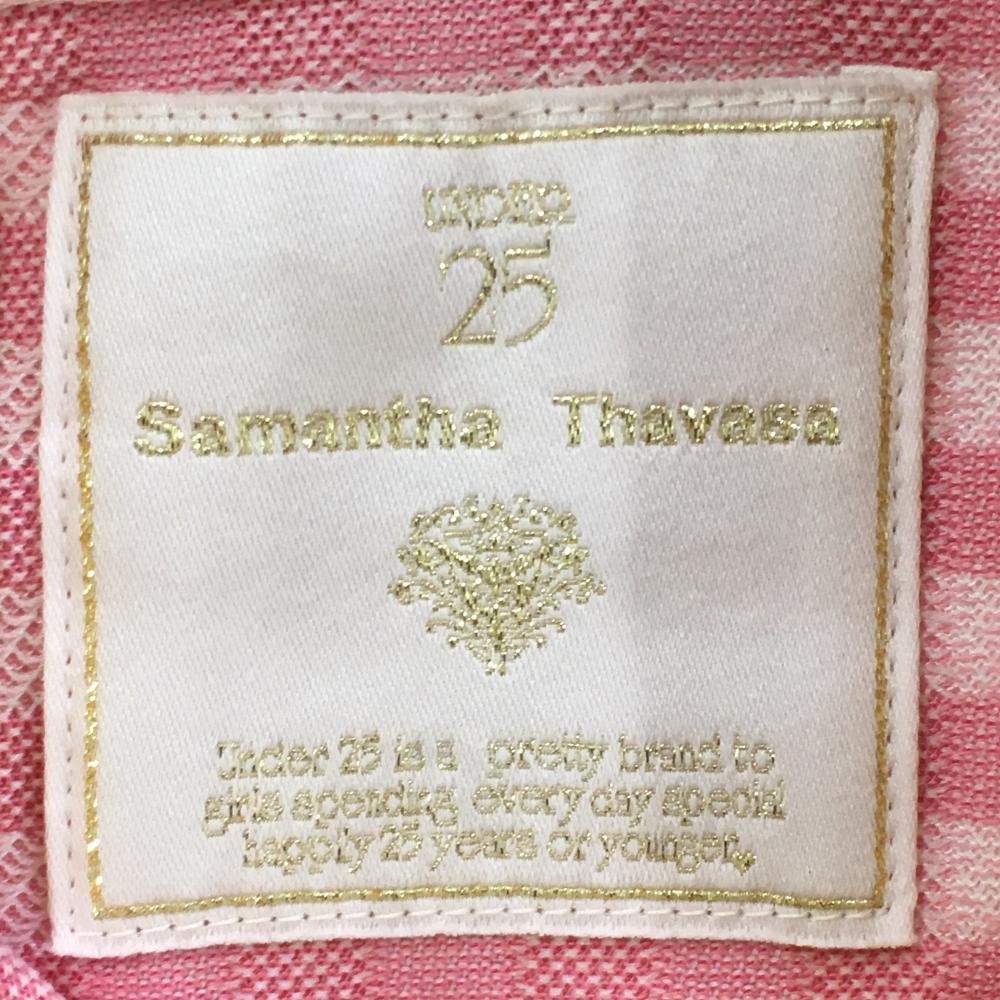 UNDER
25
Samantha Thavasa
Under 25 is a pretty brand to
girls spending every day special
happily 25 years or younger.